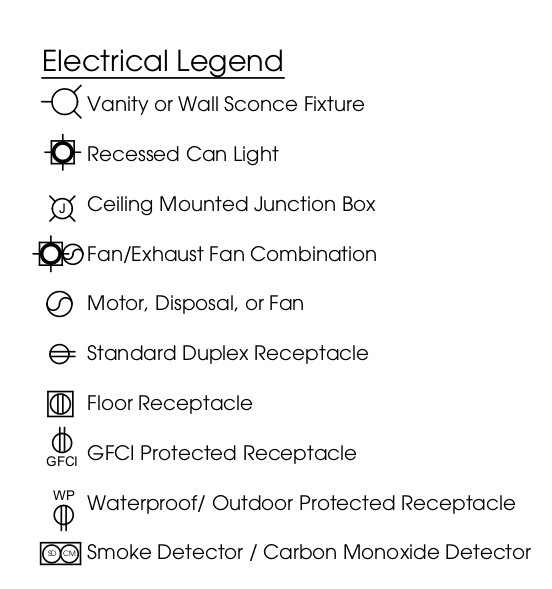 Electrical Legend
Vanity or Wall Sconce Fixture
Recessed Can Light
J Ceiling Mounted Junction Box
Fan/Exhaust Fan Combination
Motor, Disposal, or Fan
Standard Duplex Receptacle
Floor Receptacle
GFCI GFCI Protected Receptacle
WP Waterproof/ Outdoor Protected Receptacle
SD CM Smoke Detector / Carbon Monoxide Detector